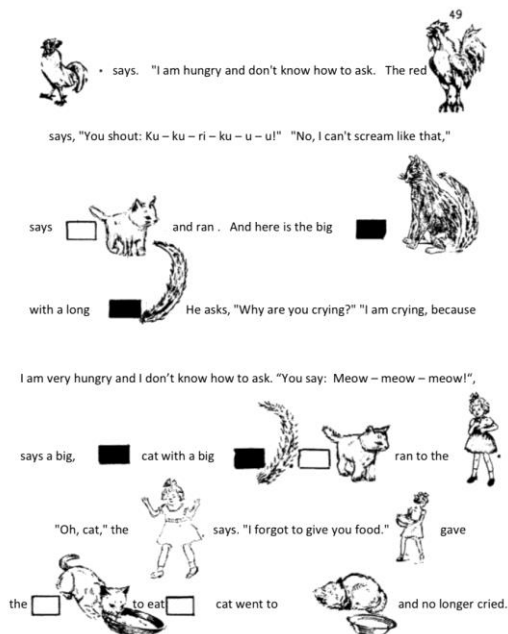 49
· says. "I am hungry and don't know how to ask. The red
says, "You shout: Ku – ku – ri – ku – u – u!" "No, I can't scream like that,"
says and ran . And here is the big
with a long He asks, "Why are you crying?" "I am crying, because
I am very hungry and I don't know how to ask. "You say: Meow – meow – meow!",
says a big, cat with a big ran to the
"Oh, cat," the says. "I forgot to give you food." gave
the to eat cat went to and no longer cried.